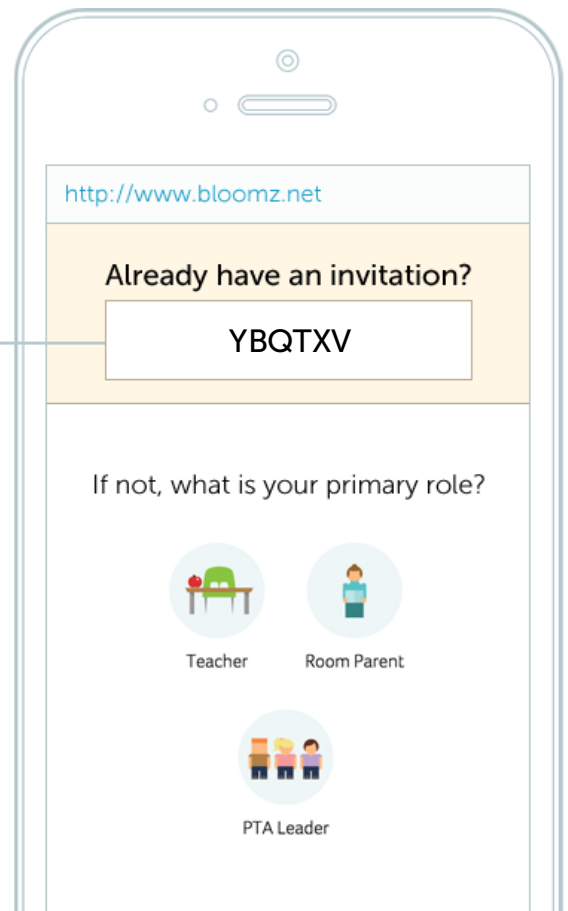 http://www.bloomz.net
Already have an invitation?
YBQTXV
If not, what is your primary role?
Teacher
Room Parent
PTA Leader